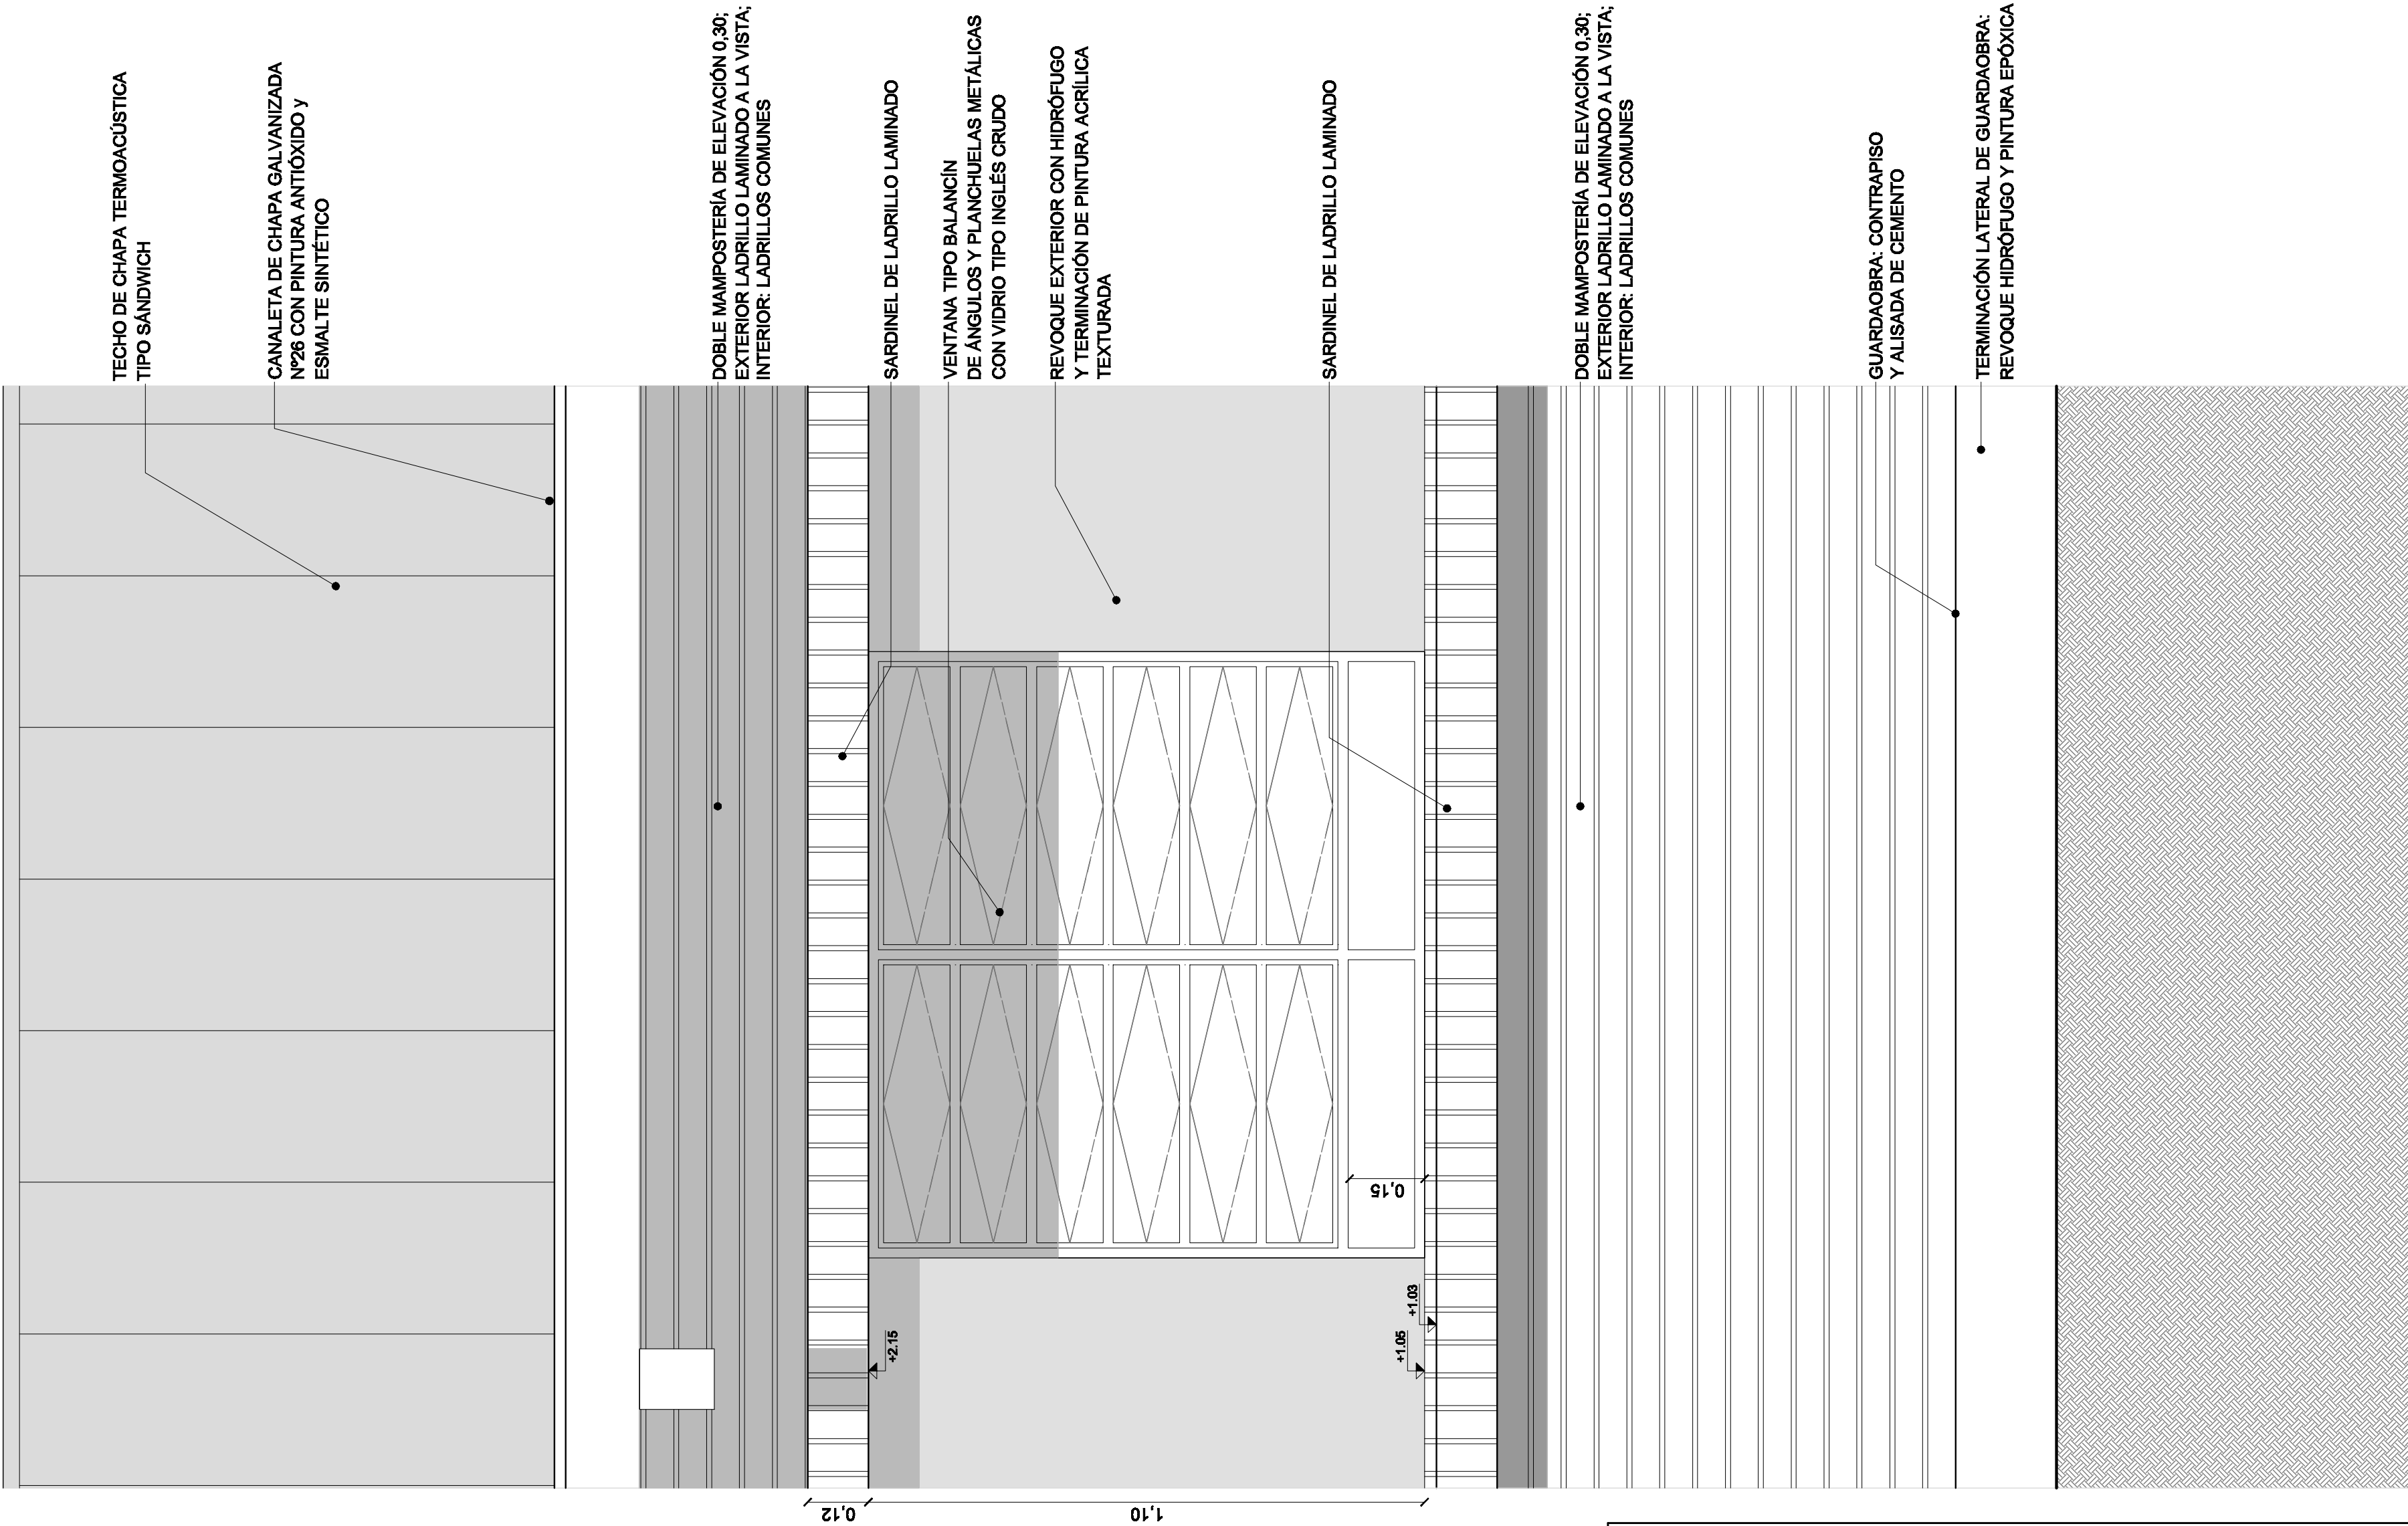 TECHO DE CHAPA TERMOACÚSTICA
TIPO SÁNDWICH
CANALETA DE CHAPA GALVANIZADA
Nº26 CON PINTURA ANTIÓXIDO y
ESMALTE SINTÉTICO
DOBLE MAMPOSTERÍA DE ELEVACIÓN 0,30;
EXTERIOR LADRILLO LAMINADO A LA VISTA;
INTERIOR: LADRILLOS COMUNES
SARDINEL DE LADRILLO LAMINADO
VENTANA TIPO BALANCÍN
DE ÁNGULOS Y PLANCHUELAS METÁLICAS
CON VIDRIO TIPO INGLÉS CRUDO
REVOQUE EXTERIOR CON HIDRÓFUGO
Y TERMINACIÓN DE PINTURA ACRÍLICA
TEXTURADA
SARDINEL DE LADRILLO LAMINADO
DOBLE MAMPOSTERÍA DE ELEVACIÓN 0,30;
EXTERIOR LADRILLO LAMINADO A LA VISTA;
INTERIOR: LADRILLOS COMUNES
GUARDAOBRA: CONTRAPISO
Y ALISADA DE CEMENTO
TERMINACIÓN LATERAL DE GUARDAOBRA:
REVOQUE HIDRÓFUGO Y PINTURA EPÓXICA
0,15
+1.03
+1.05
+2.15
0,12
1,10